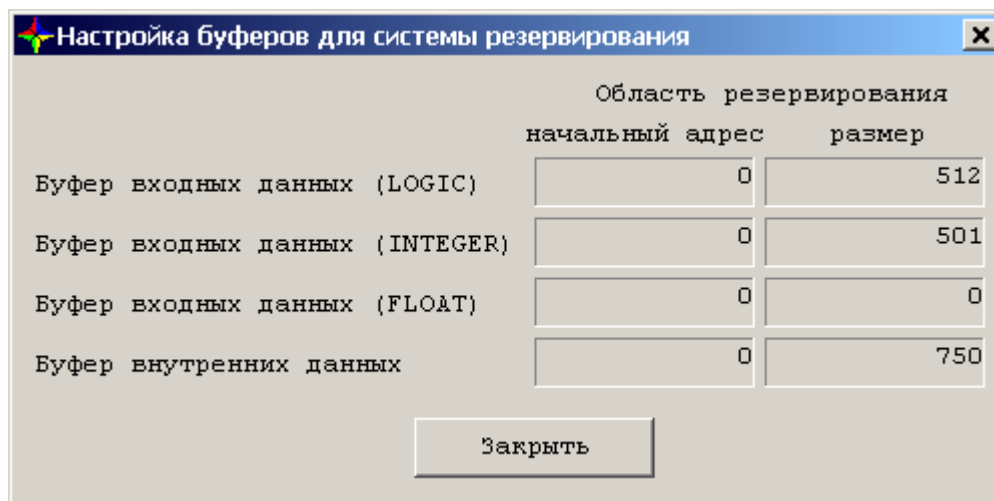 Настройка буферов для системы резервирования
Область резервирования
начальный адрес размер
Буфер входных данных (LOGIC) 0 512
Буфер входных данных (INTEGER) 0 501
Буфер входных данных (FLOAT) 0 0
Буфер внутренних данных 0 750
Закрыть